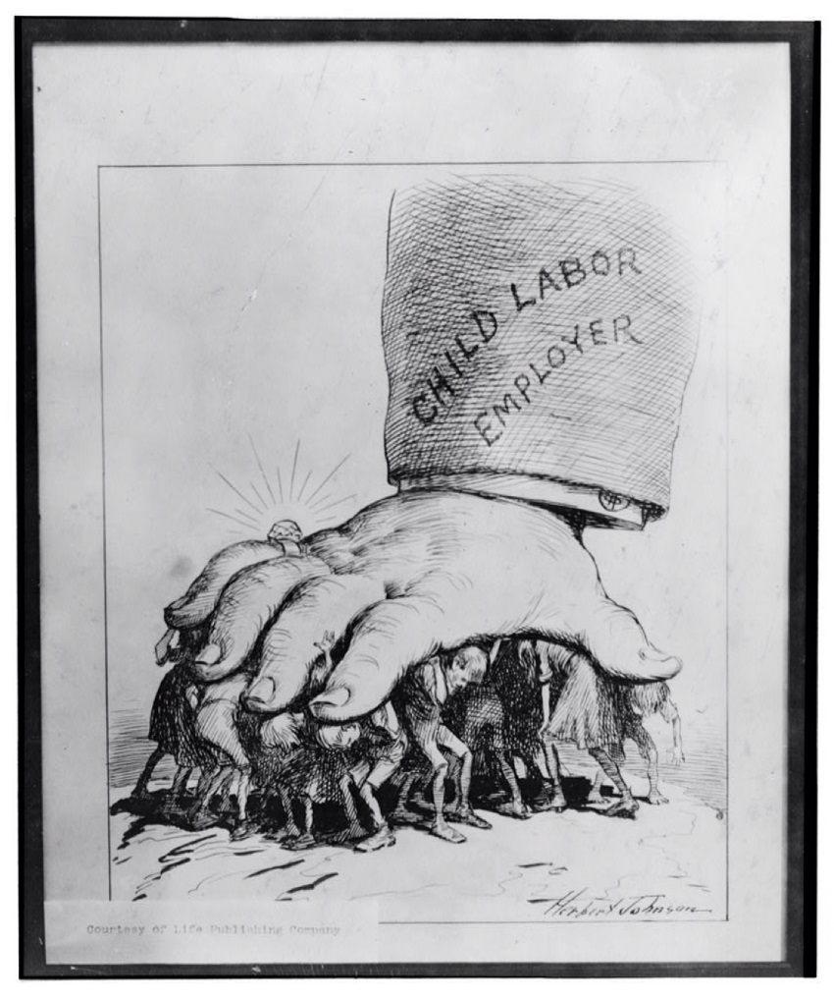 CHILD LABOR
EMPLOYER
Herbert Johnson
Courtesy of Life Publishing Company